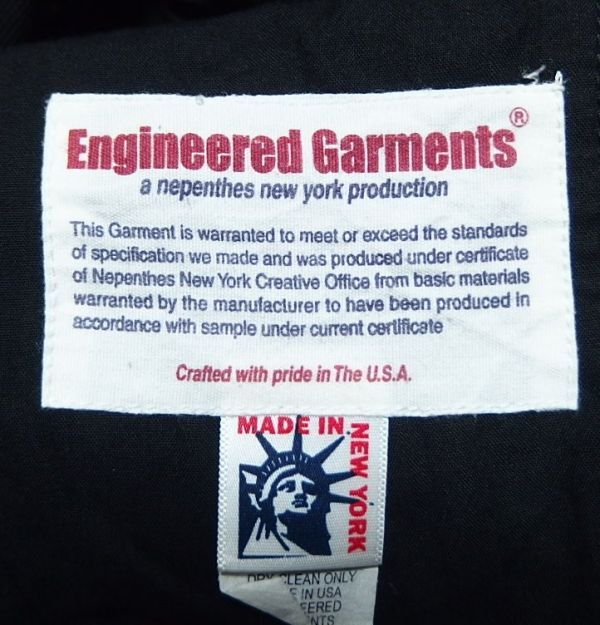 Engineered Garments®
a nepenthes new york production
This Garment is warranted to meet or exceed the standards
of specification we made and was produced under certificate
of Nepenthes New York Creative Office from basic materials
warranted by the manufacturer to have been produced in
accordance with sample under current certificate
Crafted with pride in The U.S.A.
MADE IN
NEW YORK
CLEAN ONLY
IN USA